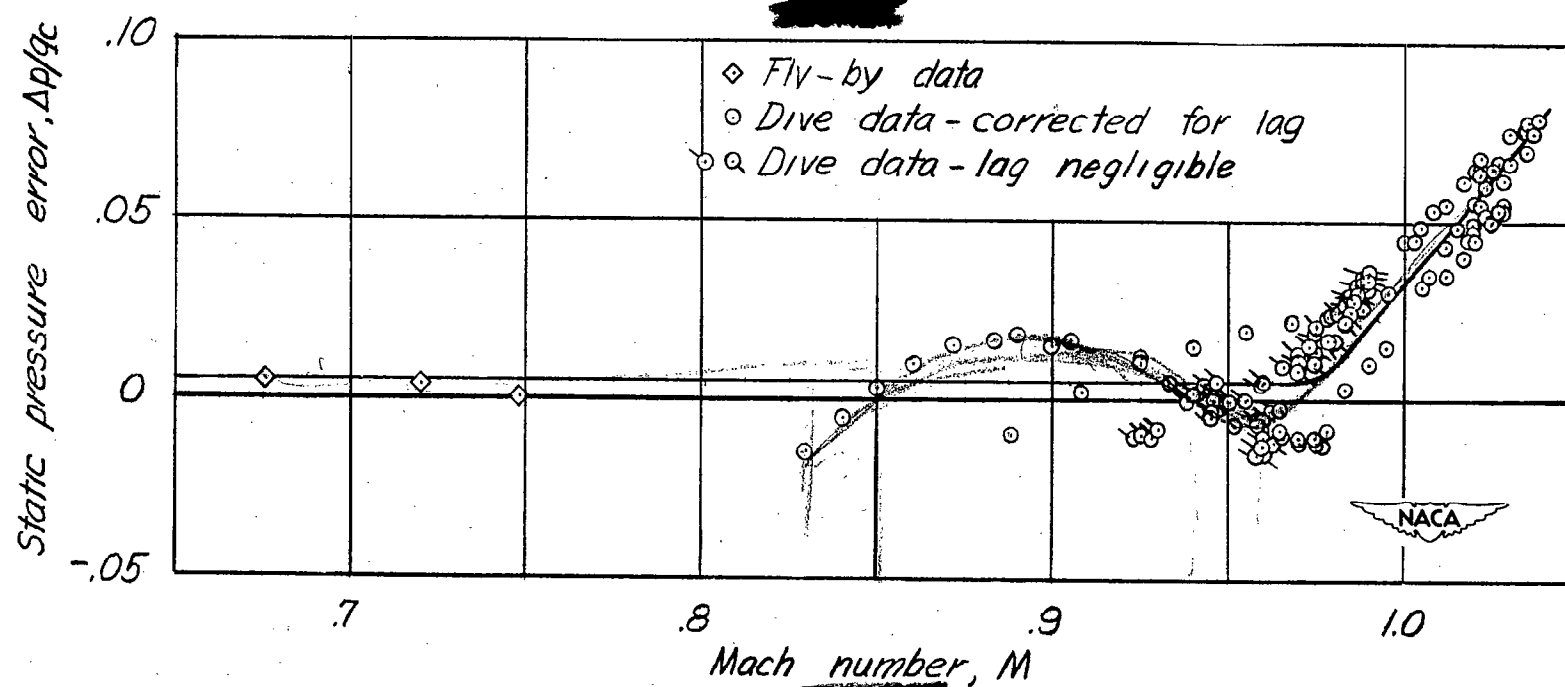 .10
.05
0
-.05
Static pressure error, Δp/qc
Fly-by data
Dive data-corrected for lag
Dive data-lag negligible
NACA
.7 .8 .9 1.0
Mach number, M